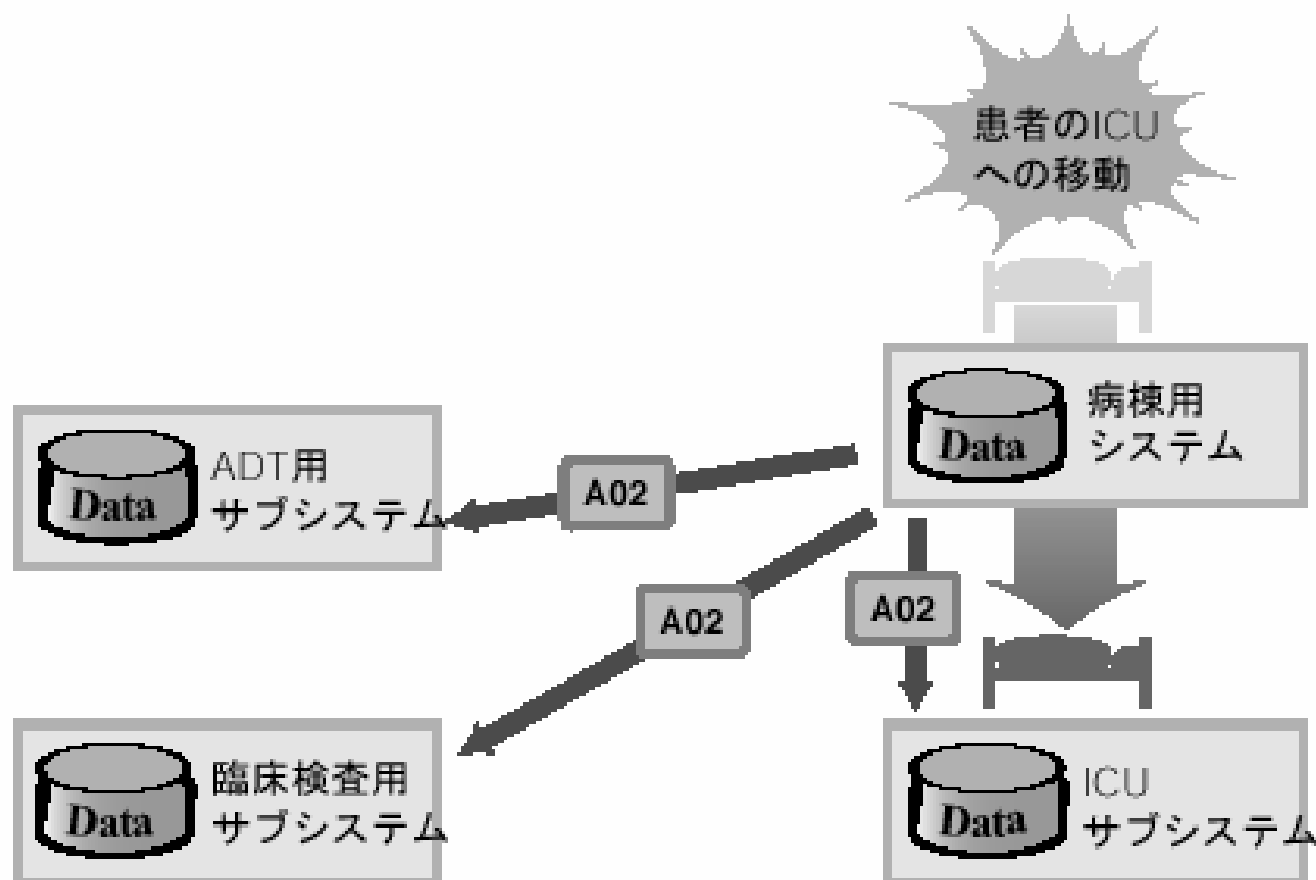 患者のICU
への移動
Data
病棟用
システム
Data
ADT用
サブシステム
A02
A02
A02
Data
臨床検査用
サブシステム
Data
ICU
サブシステム